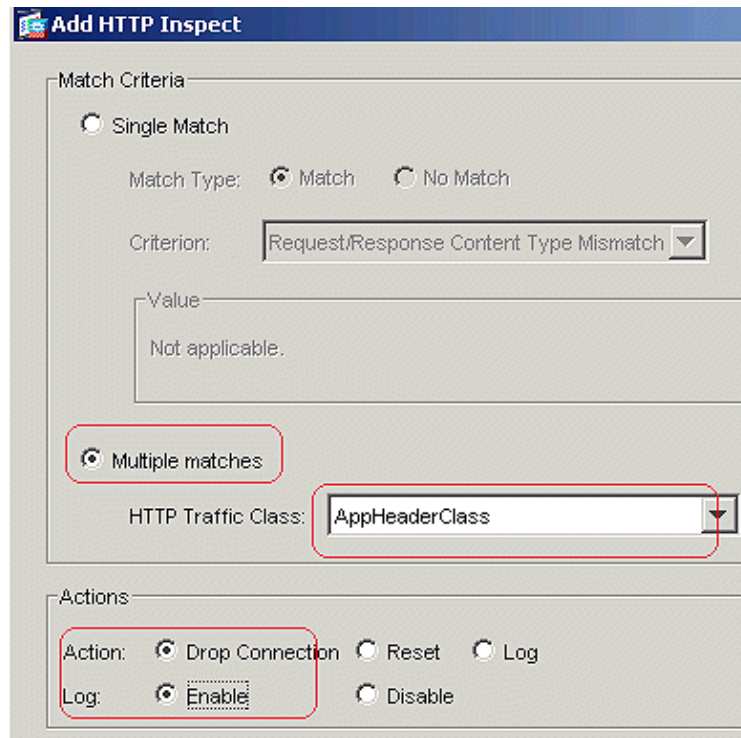 Add HTTP Inspect
Match Criteria
Single Match
Match Type: Match No Match
Criterion: Request/Response Content Type Mismatch
Value
Not applicable.
Multiple matches
HTTP Traffic Class: AppHeaderClass
Actions
Action: Drop Connection Reset Log
Log: Enable Disable